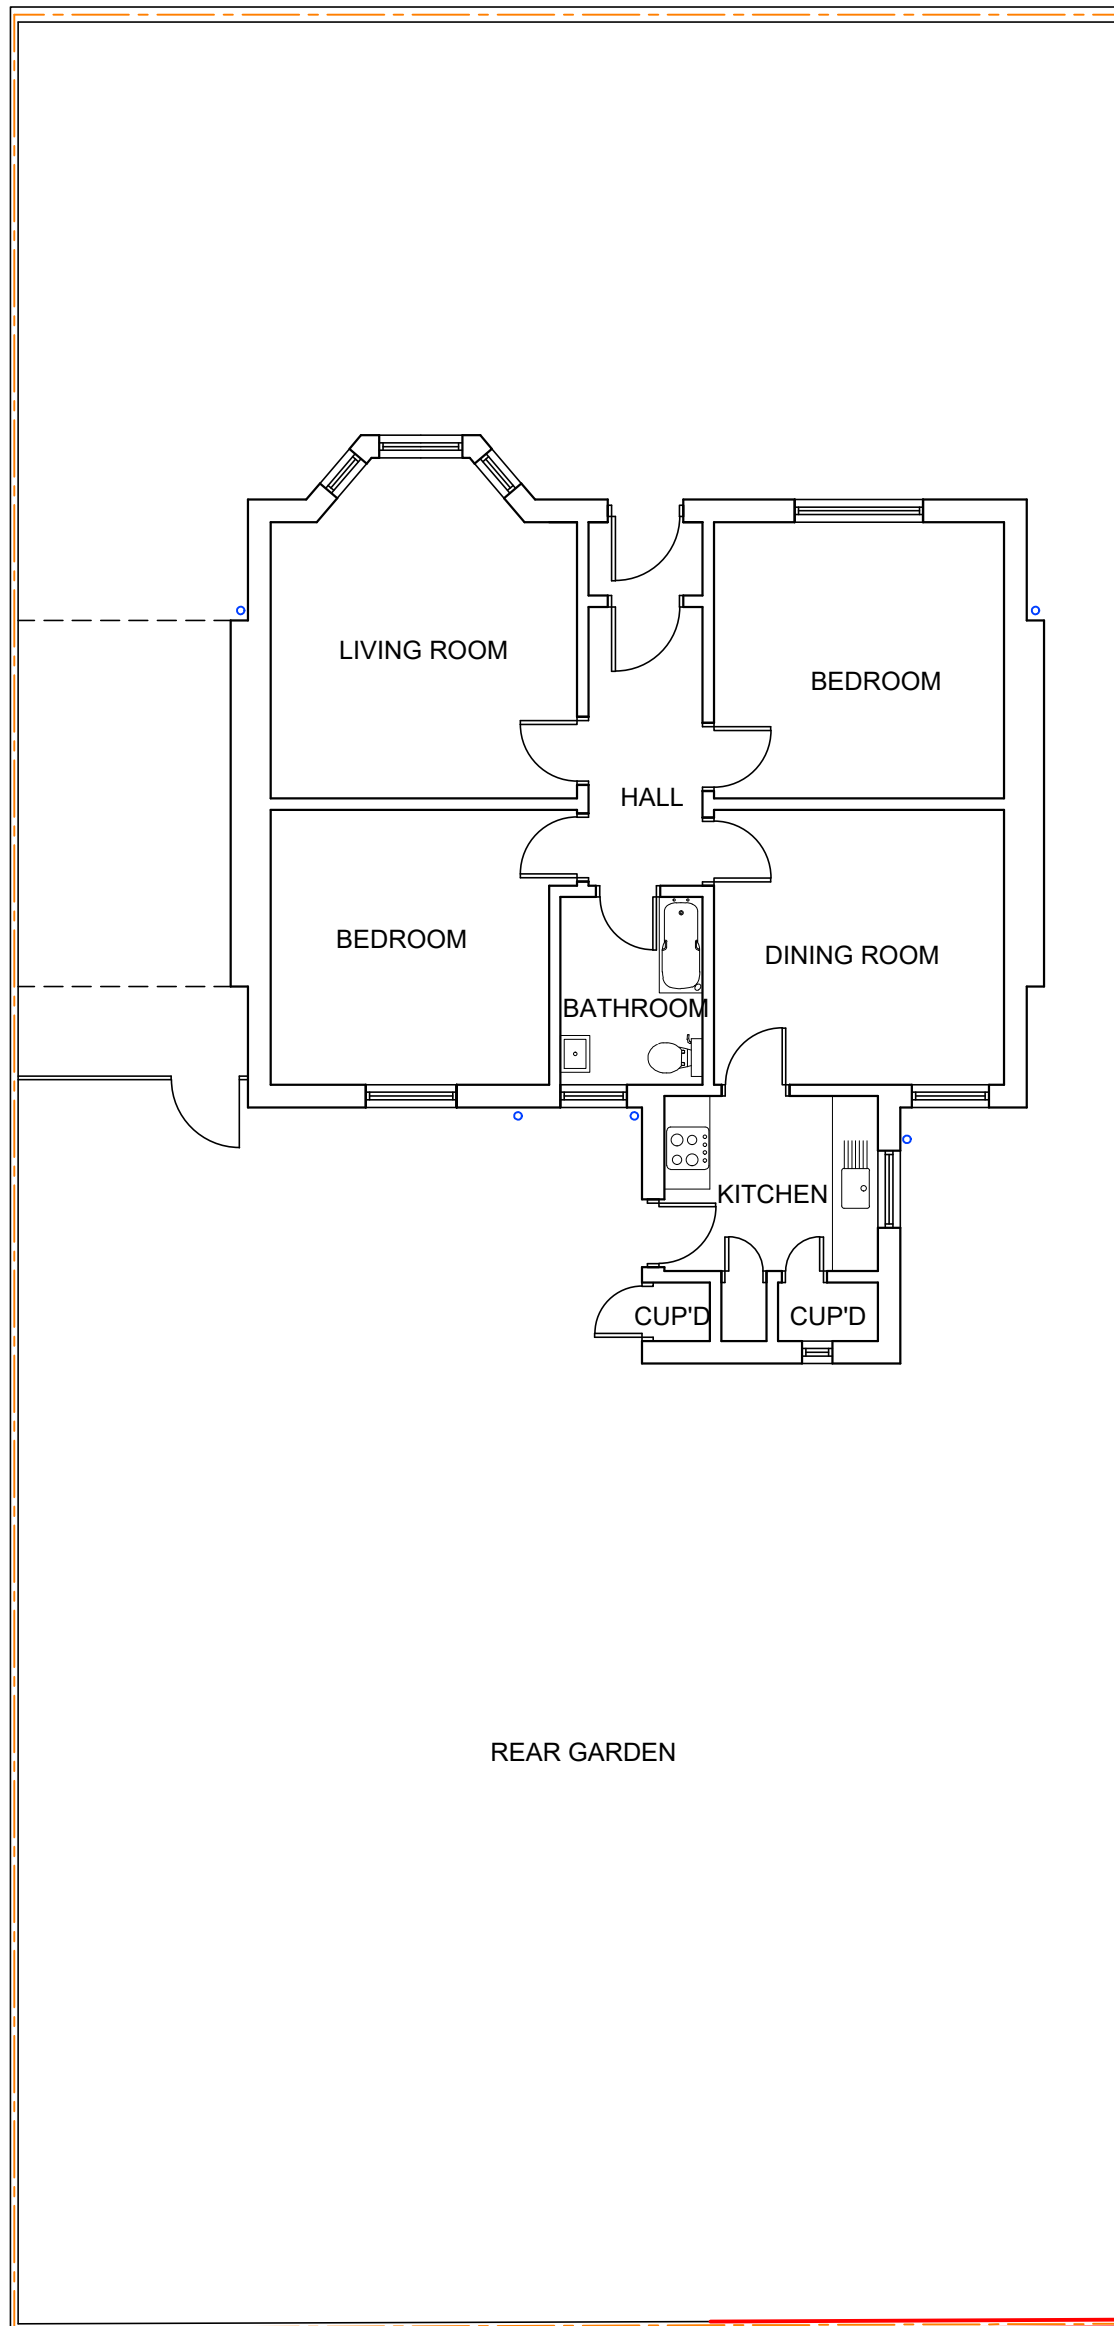 LIVING ROOM
BEDROOM
HALL
BEDROOM
DINING ROOM
BATHROOM
KITCHEN
CUP'D
CUP'D
REAR GARDEN